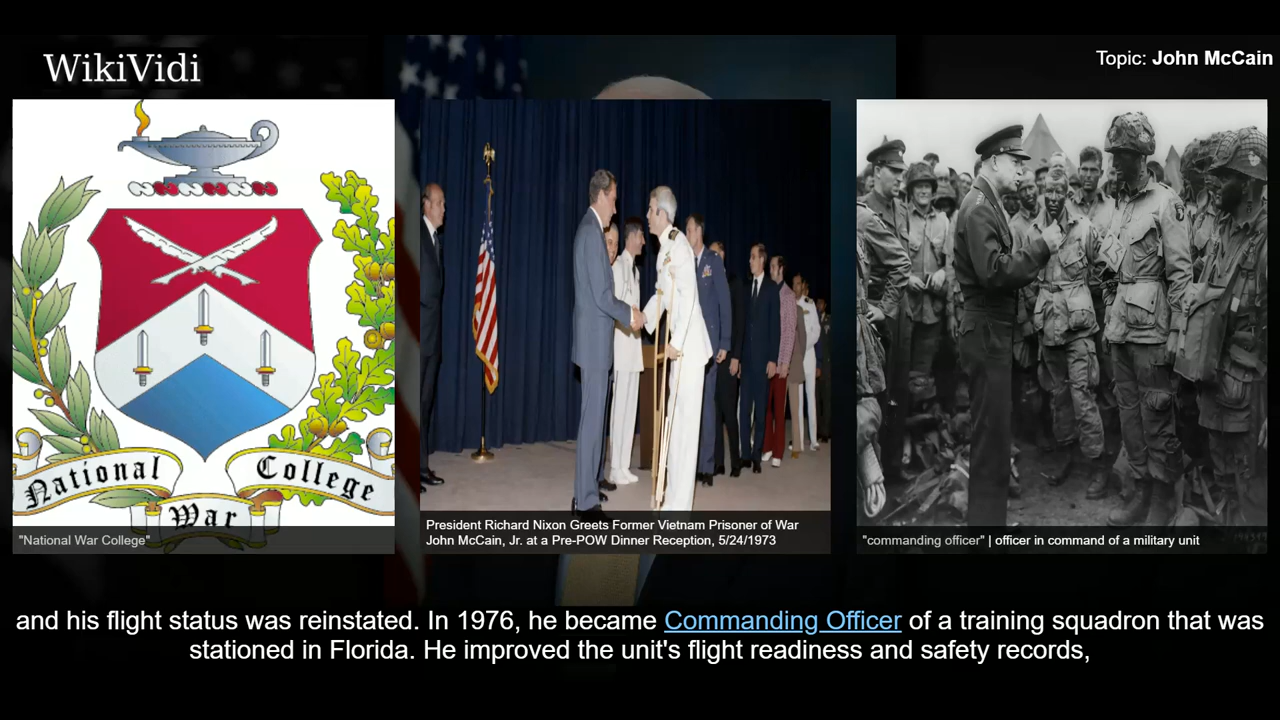 WikiVidi
Topic: John McCain
National
College
War
"National War College"
President Richard Nixon Greets Former Vietnam Prisoner of War
John McCain, Jr. at a Pre-POW Dinner Reception, 5/24/1973
"commanding officer" | officer in command of a military unit
and his flight status was reinstated. In 1976, he became Commanding Officer of a training squadron that was
stationed in Florida. He improved the unit's flight readiness and safety records,